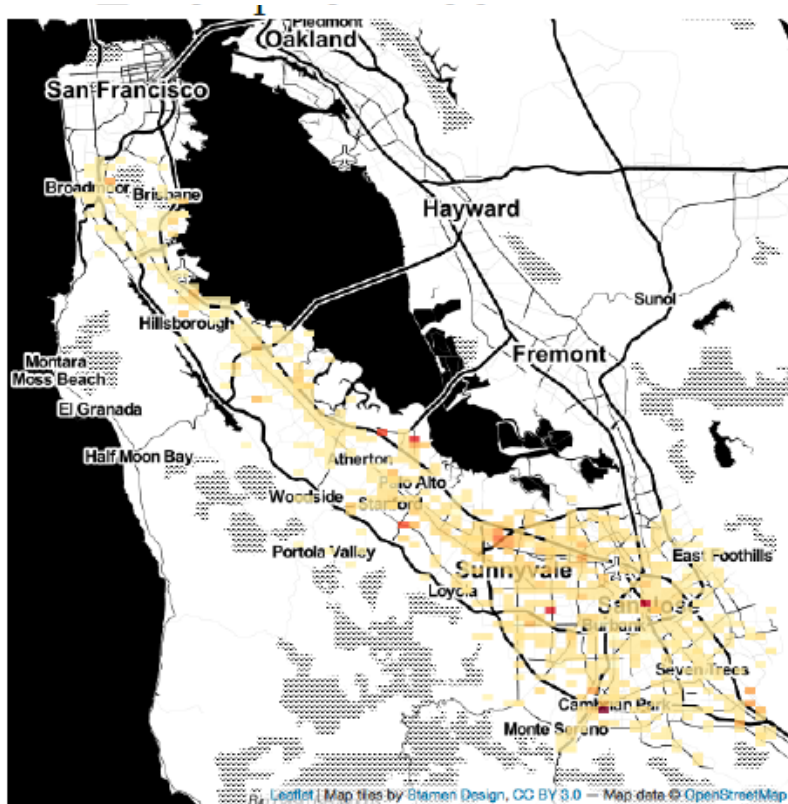 Piedmont
Oakland
San Francisco
Broadmoor
Brisbane
Hayward
Sunol
Hillsborough
Fremont
Montara
Moss Beach
El Granada
Half Moon Bay
Atherton
Palo Alto
Woodside
Stanford
Portola Valley
East Foothills
Sunnyvale
Loyola
San Jose
Burbank
Seven Trees
Cambrian Park
Monte Sereno
Leaflet | Map tiles by Stamen Design, CC BY 3.0 — Map data © OpenStreetMap